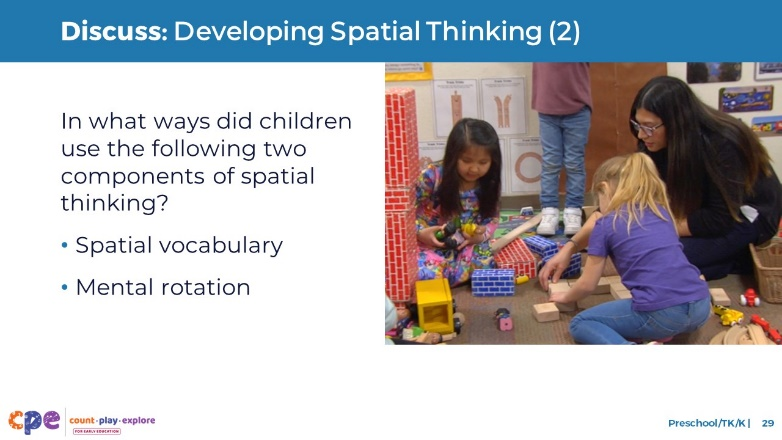 Discuss: Developing Spatial Thinking (2)
In what ways did children
use the following two
components of spatial
thinking?
• Spatial vocabulary
• Mental rotation
cpe
count·play·explore
FOR EARLY EDUCATION
Preschool/TK/K | 29